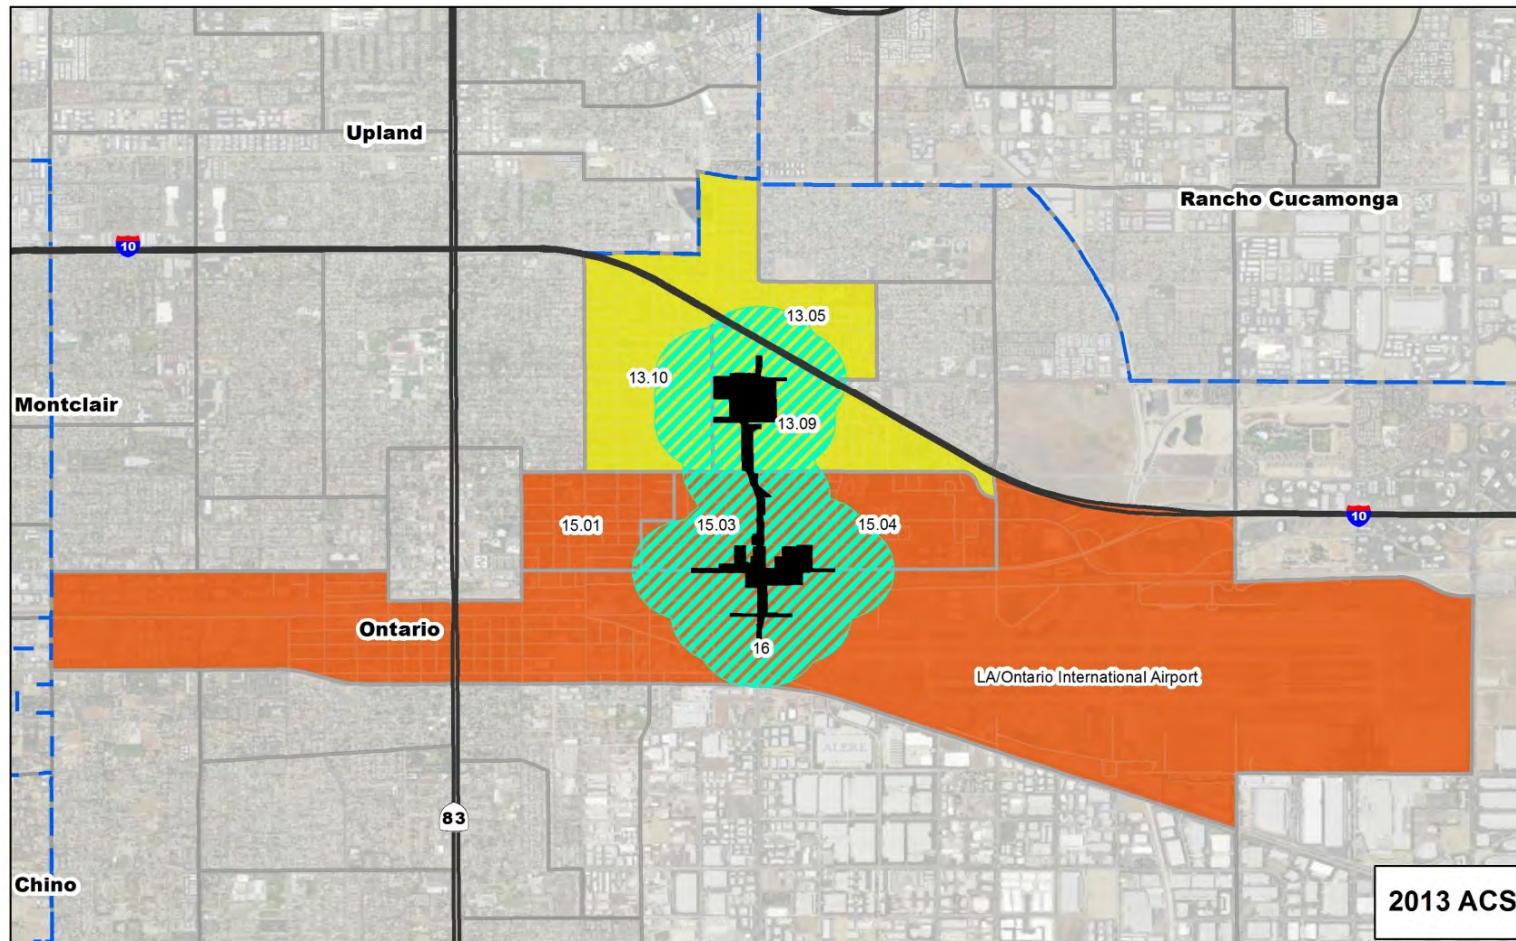 Upland
Rancho Cucamonga
10
13.05
13.10
Montclair
13.09
15.01
15.03
15.04
10
Ontario
16
LA/Ontario International Airport
ALERE
83
Chino
2013 ACS